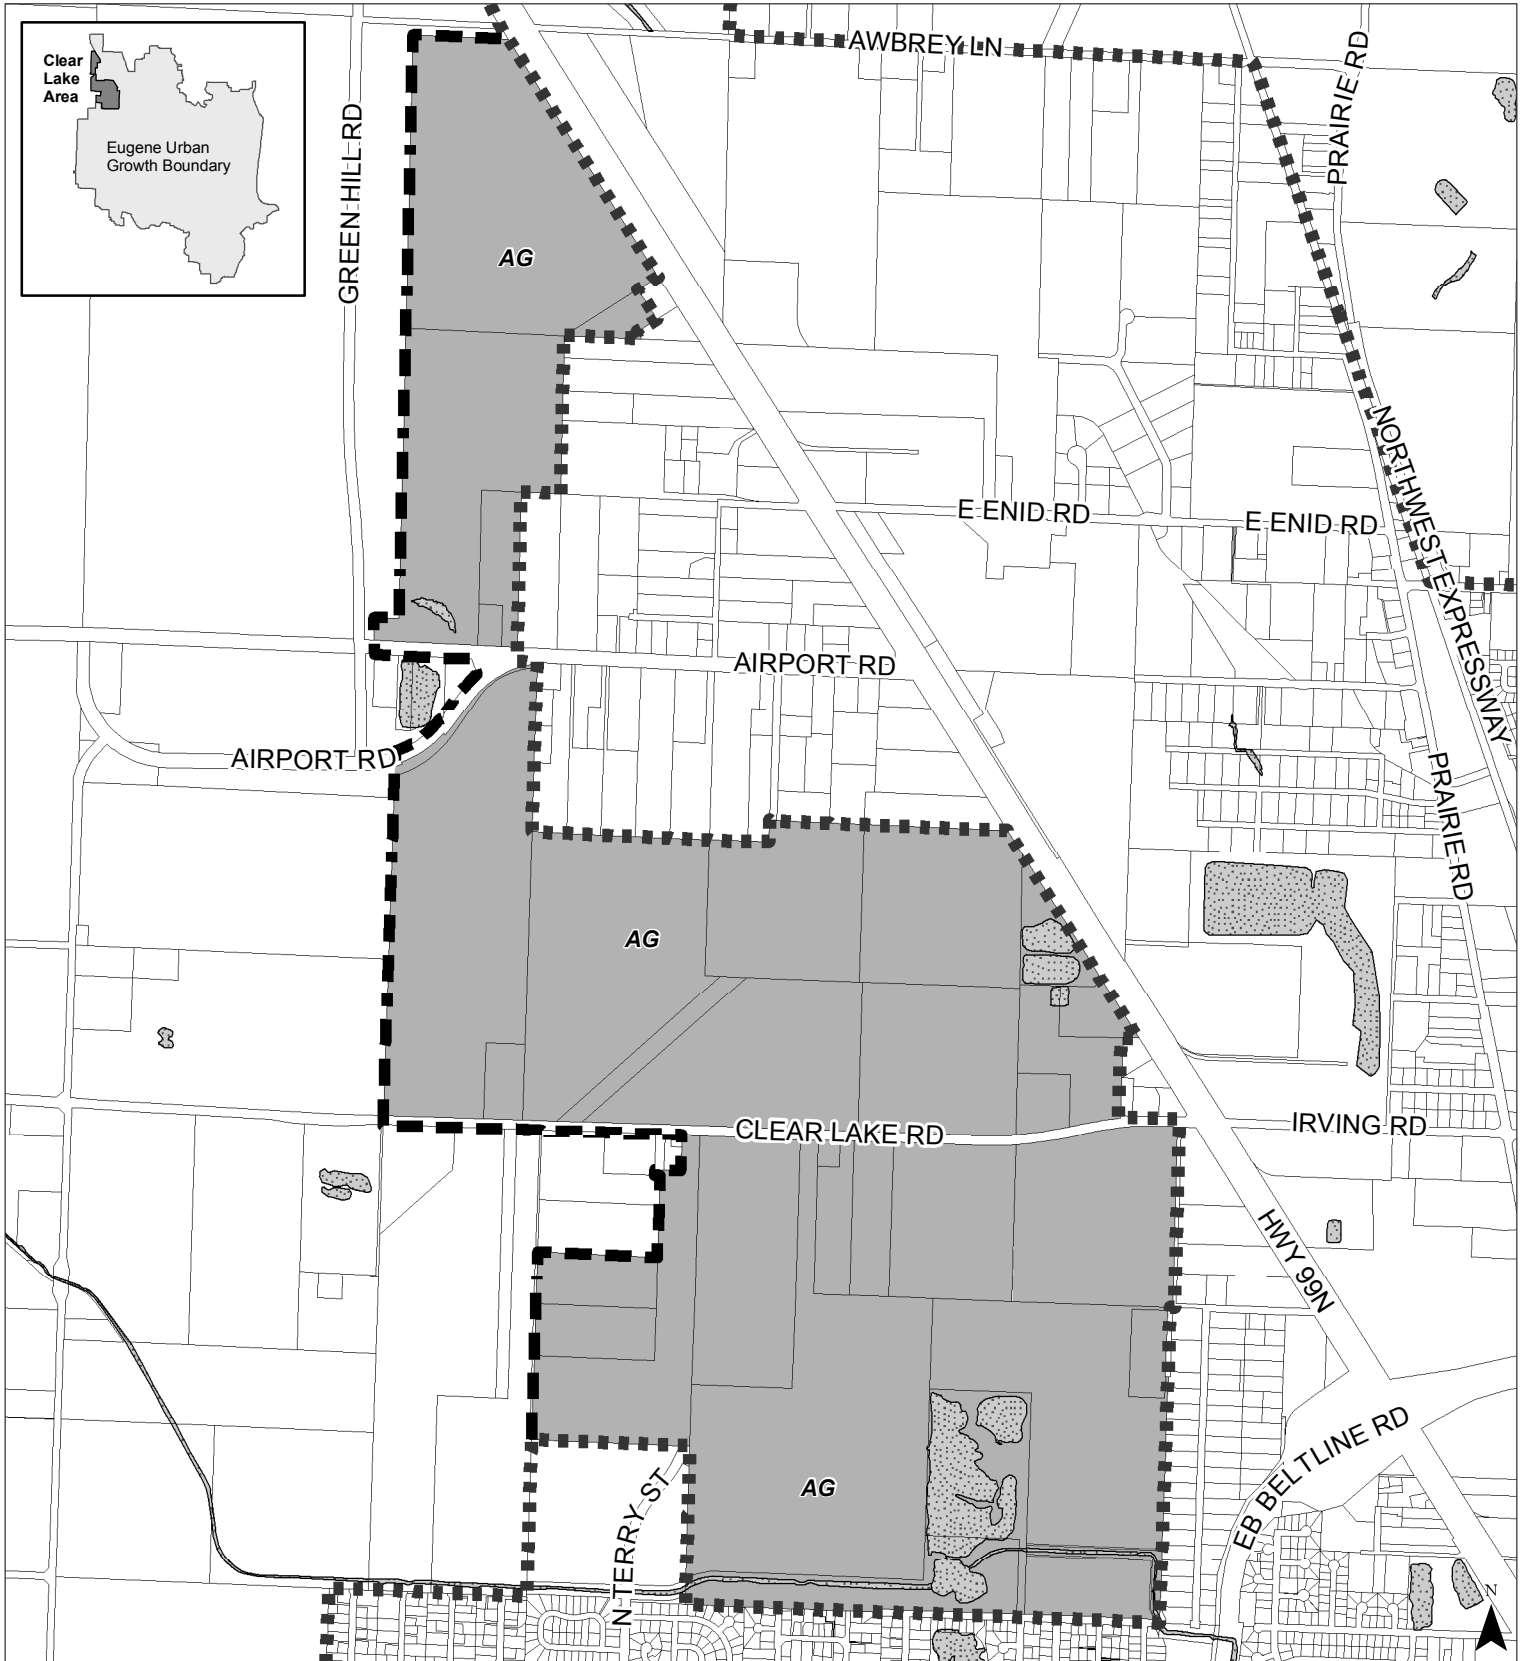 Clear
Lake
Area
Eugene Urban
Growth Boundary
AWBREY LN
PRAIRIE RD
GREEN HILL RD
AG
NORTHWEST EXPRESSWAY
E ENID RD
E ENID RD
AIRPORT RD
AIRPORT RD
PRAIRIE RD
AG
CLEAR LAKE RD
IRVING RD
HWY 99N
EB BELTLINE RD
AG
N TERRY ST
N